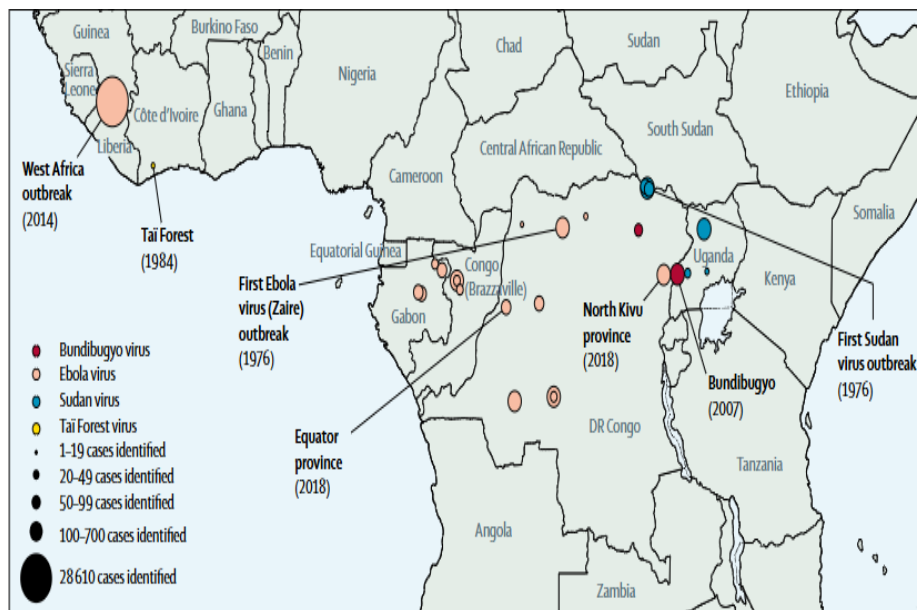 Guinea
Burkino Faso
Benin
Nigeria
Chad
Sudan
Ethiopia
Sierra
Leone
Côte d'Ivoire
Ghana
Liberia
South Sudan
Central African Republic
Cameroon
Somalia
West Africa
outbreak
(2014)
Taï Forest
(1984)
Equatorial Guinea
Congo
(Brazzaville)
Gabon
Uganda
Kenya
First Ebola
virus (Zaire)
outbreak
(1976)
North Kivu
province
(2018)
First Sudan
virus outbreak
(1976)
Bundibugyo
(2007)
Equator
province
(2018)
DR Congo
Tanzania
Angola
Zambia
Bundibugyo virus
Ebola virus
Sudan virus
Taï Forest virus
1–19 cases identified
20–49 cases identified
50–99 cases identified
100–700 cases identified
28 610 cases identified